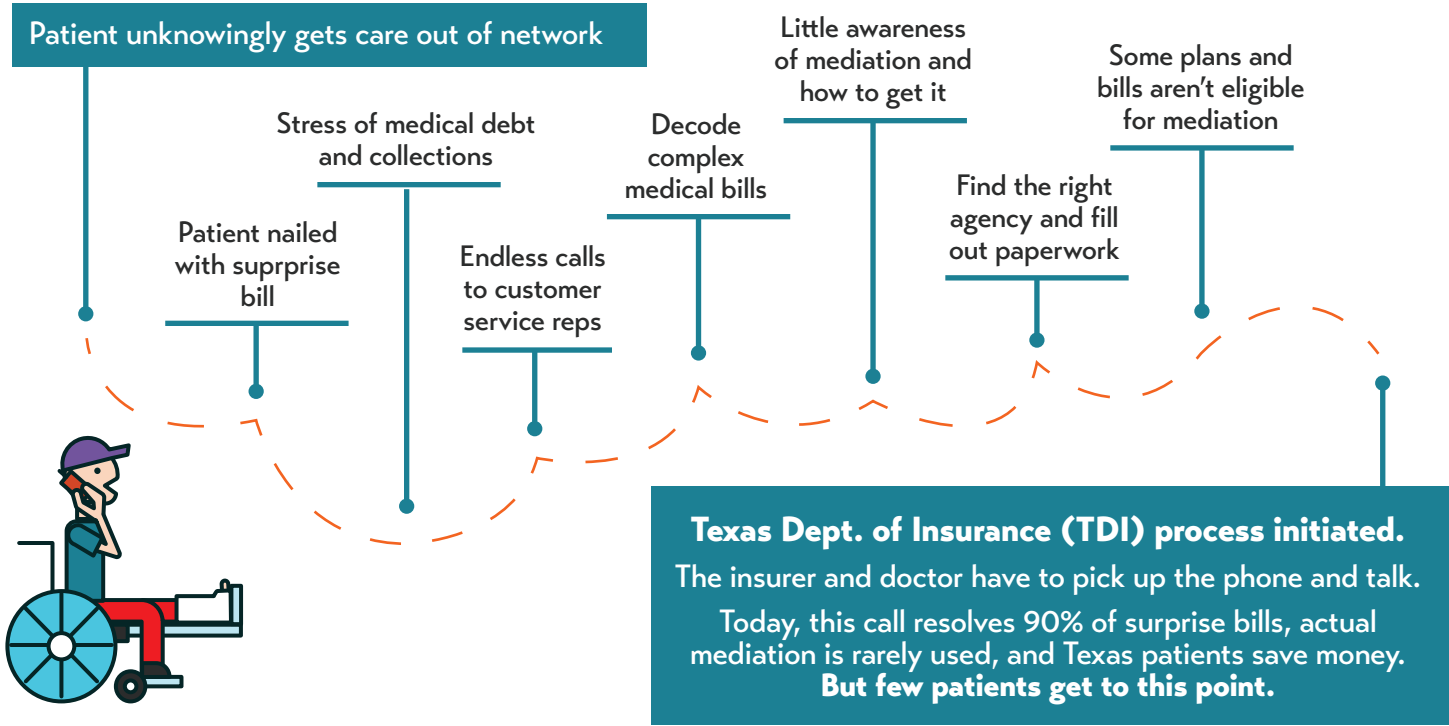 Patient unknowingly gets care out of network
Patient nailed
with suprprise
bill
Stress of medical debt
and collections
Endless calls
to customer
service reps
Decode
complex
medical bills
Little awareness
of mediation and
how to get it
Find the right
agency and fill
out paperwork
Some plans and
bills aren’t eligible
for mediation
Texas Dept. of Insurance (TDI) process initiated.
The insurer and doctor have to pick up the phone and talk.
Today, this call resolves 90% of surprise bills, actual
mediation is rarely used, and Texas patients save money.
But few patients get to this point.